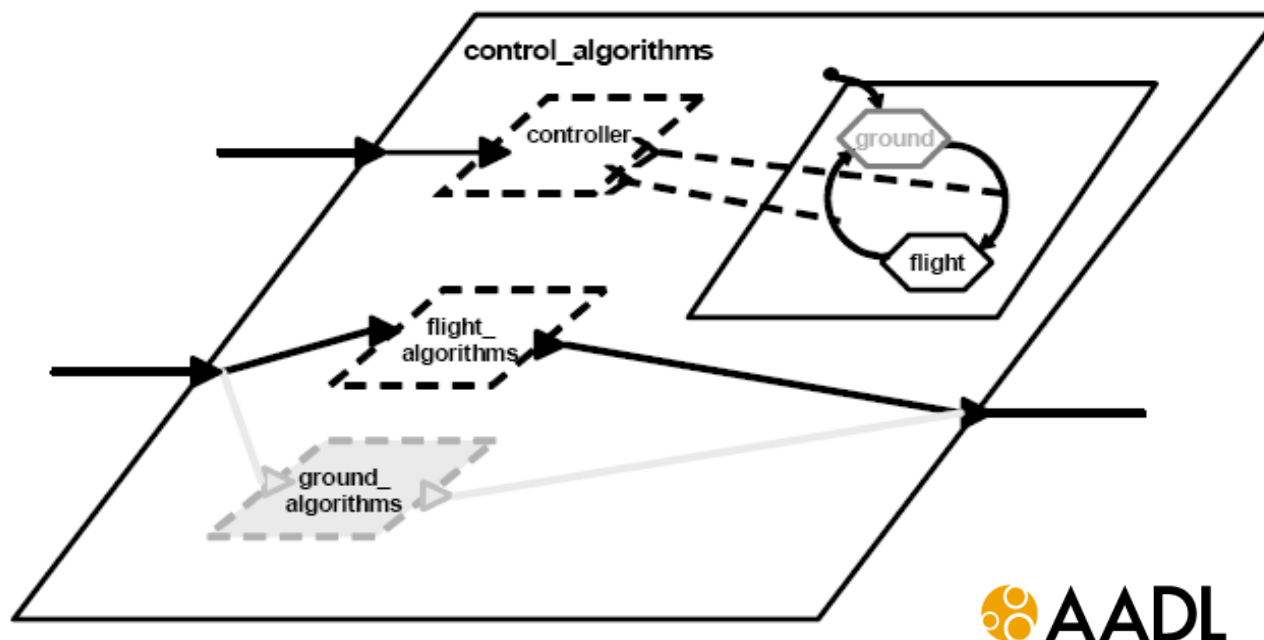 control_algorithms
controller
ground
flight
flight_
algorithms
ground_
algorithms
AADL